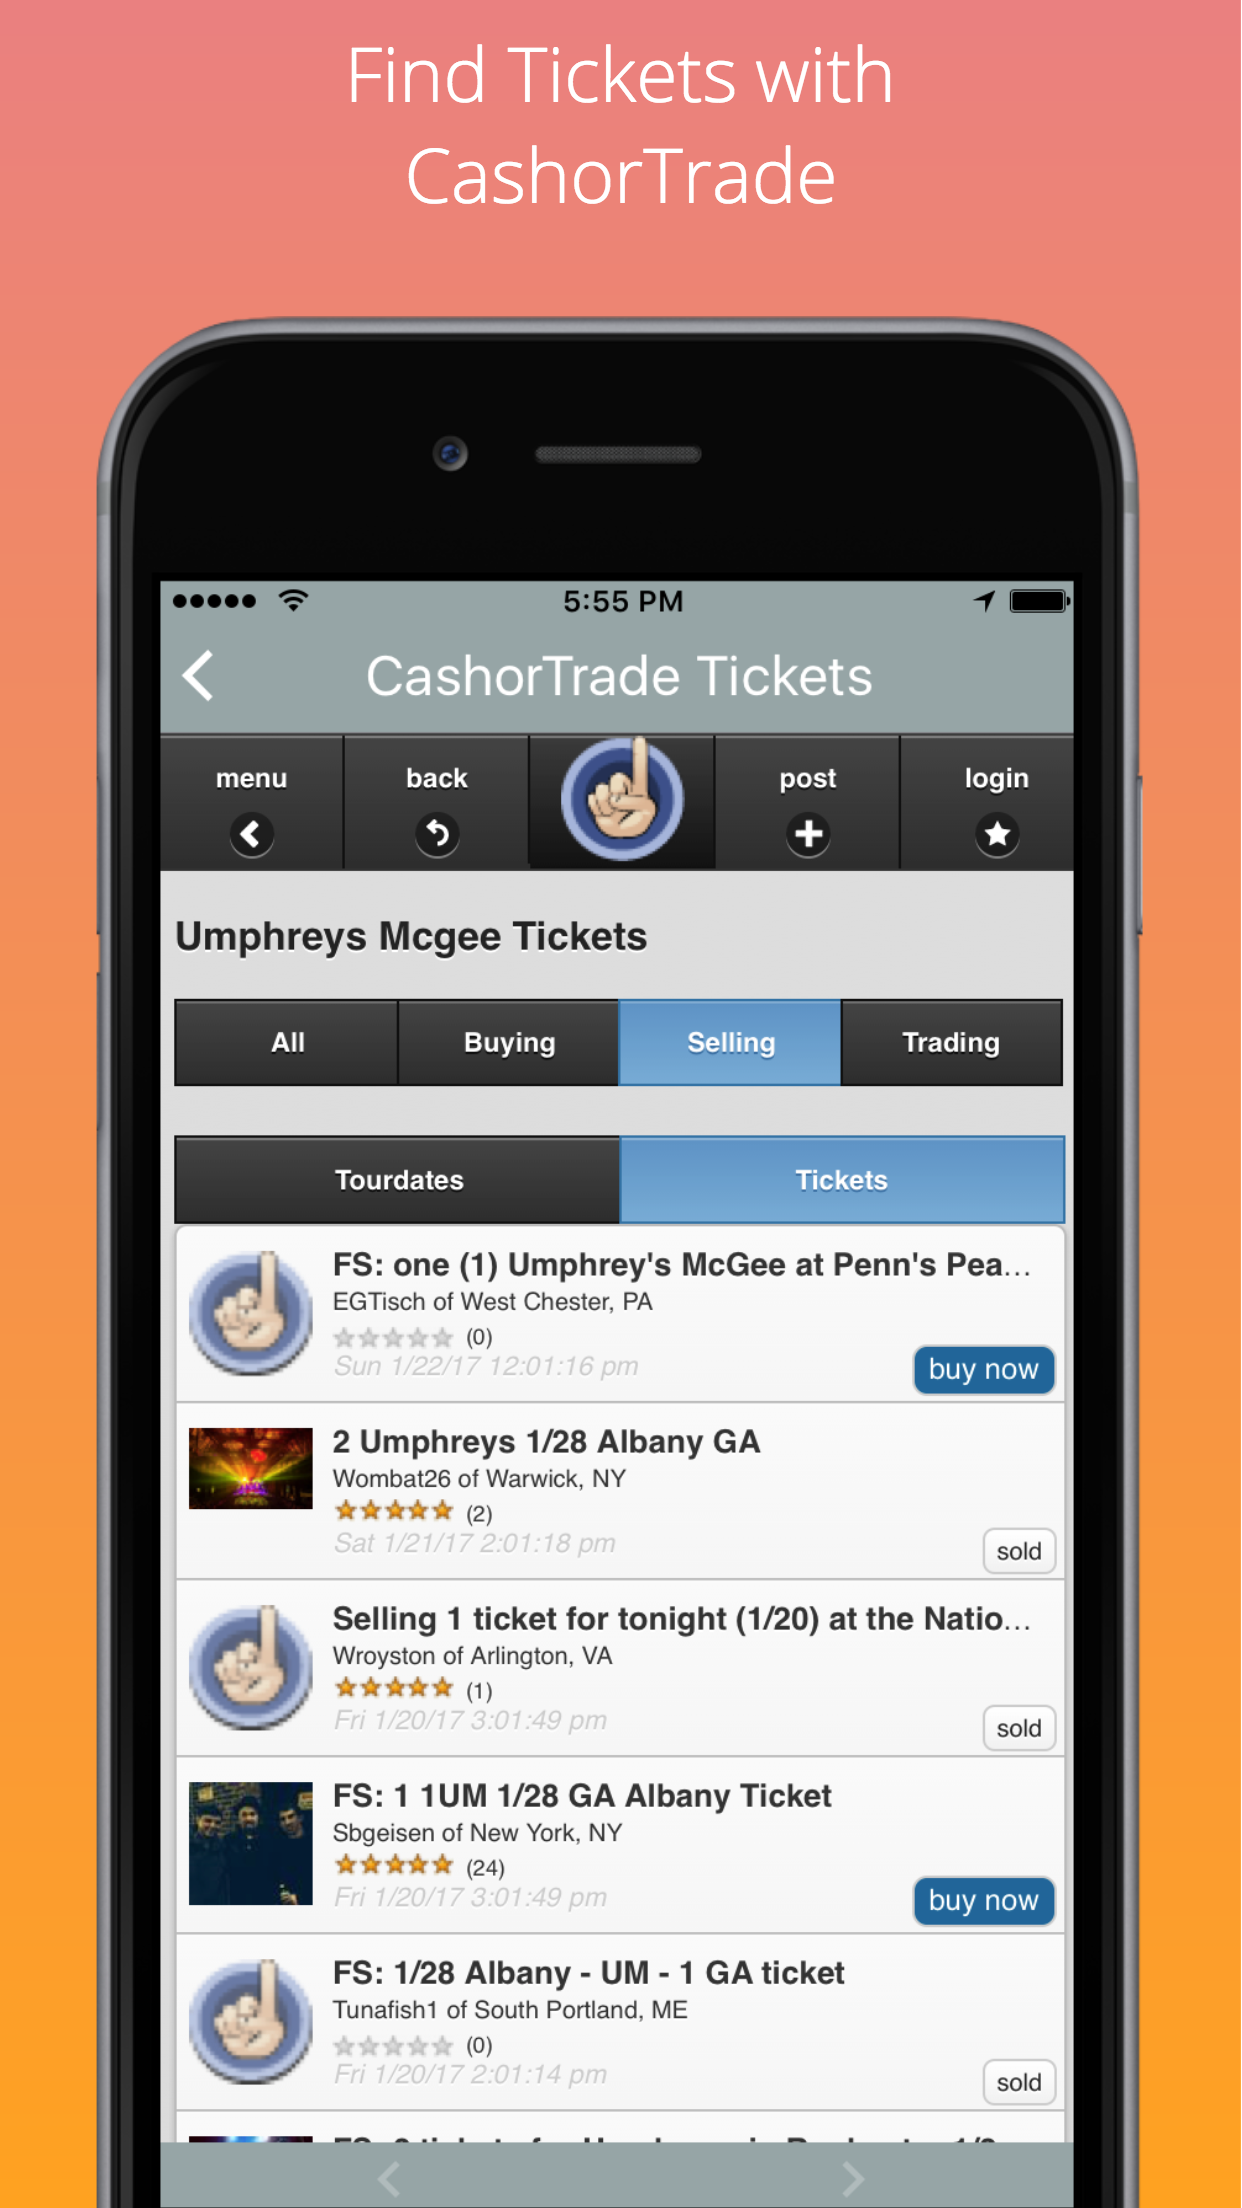 Find Tickets with
CashorTrade
5:55 PM
CashorTrade Tickets
menu
back
post
login
Umphreys Mcgee Tickets
All
Buying
Selling
Trading
Tourdates
Tickets
FS: one (1) Umphrey's McGee at Penn's Pea...
EGTisch of West Chester, PA
(0)
Sun 1/22/17 12:01:16 pm
buy now
2 Umphreys 1/28 Albany GA
Wombat26 of Warwick, NY
(2)
Sat 1/21/17 2:01:18 pm
sold
Selling 1 ticket for tonight (1/20) at the Natio...
Wroyston of Arlington, VA
(1)
Fri 1/20/17 3:01:49 pm
sold
FS: 1 1UM 1/28 GA Albany Ticket
Sbgeisen of New York, NY
(24)
Fri 1/20/17 3:01:49 pm
buy now
FS: 1/28 Albany - UM - 1 GA ticket
Tunafish1 of South Portland, ME
(0)
Fri 1/20/17 2:01:14 pm
sold